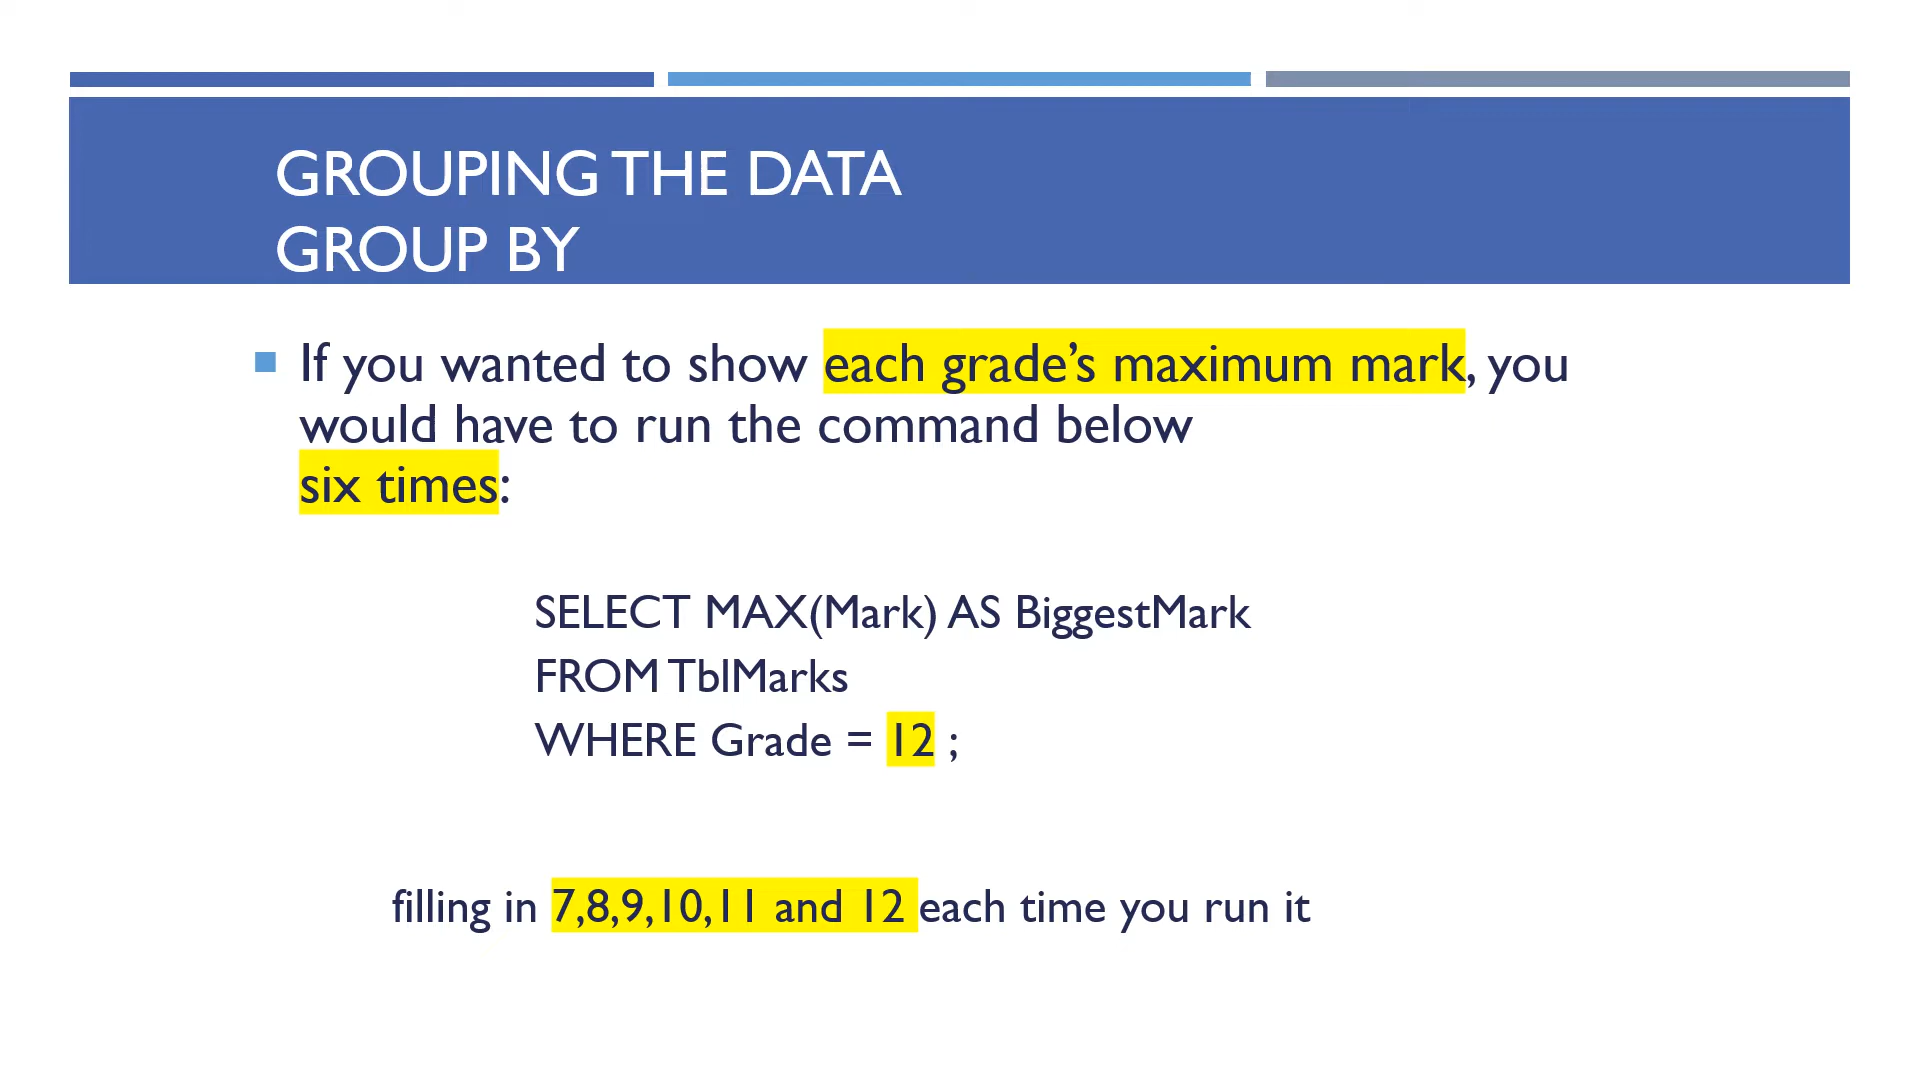 GROUPING THE DATA
GROUP BY
If you wanted to show each grade’s maximum mark, you
would have to run the command below
six times:
SELECT MAX(Mark) AS BiggestMark
FROM TblMarks
WHERE Grade = 12 ;
filling in 7,8,9,10,11 and 12 each time you run it